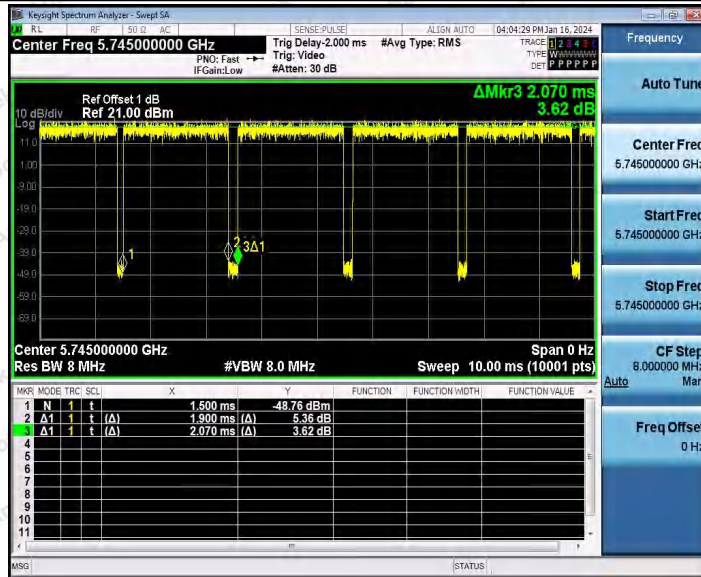 Keysight Spectrum Analyzer - Swept SA
RL RF 50 Ω AC SENSE:PULSE ALIGN AUTO 04:04:29 PM Jan 16, 2024
Center Freq 5.745000000 GHz
PNO: Fast
IFGain:Low
Trig Delay-2.000 ms
Trig: Video
#Atten: 30 dB
#Avg Type: RMS
TRACE 1 2 3 4 5 6
TYPE
DET P P P P P P
Frequency
ΔMkr3 2.070 ms
3.62 dB
Ref Offset 1 dB
10 dB/div Ref 21.00 dBm
Log
11.0
1.00
-9.00
-19.0
-29.0
-39.0
-49.0
-59.0
-69.0
1
2
3Δ1
Center 5.745000000 GHz Span 0 Hz
Res BW 8 MHz #VBW 8.0 MHz Sweep 10.00 ms (10001 pts)
MKR MODE TRC SCL X Y FUNCTION FUNCTION WIDTH FUNCTION VALUE
1 N 1 t 1.500 ms -48.76 dBm
2 Δ1 1 t (Δ) 1.900 ms (Δ) 5.36 dB
3 Δ1 1 t (Δ) 2.070 ms (Δ) 3.62 dB
4
5
6
7
8
9
10
11
Auto Tune
Center Freq
5.745000000 GHz
Start Freq
5.745000000 GHz
Stop Freq
5.745000000 GHz
CF Step
8.000000 MHz
Auto Man
Freq Offset
0 Hz
MSG STATUS